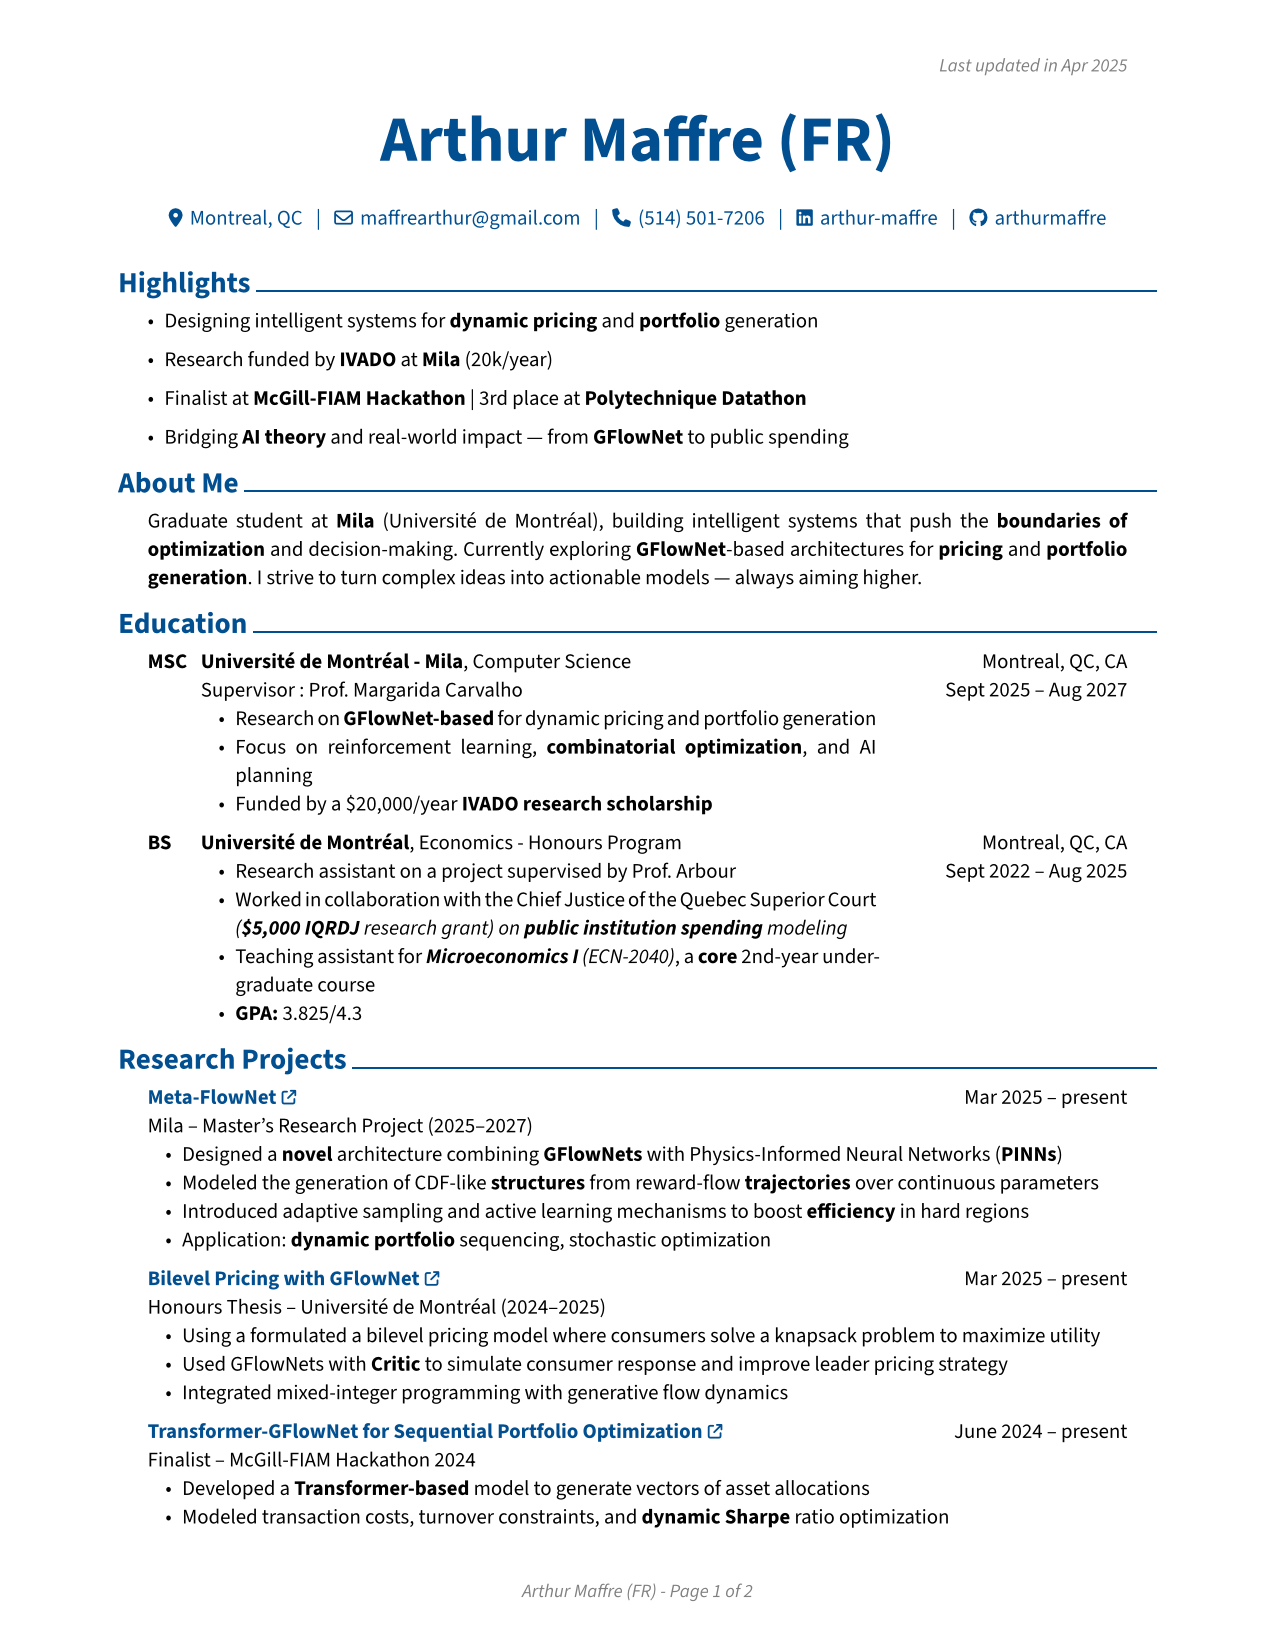 Last updated in Apr 2025
Arthur Maffre (FR)
Montreal, QC | maffrearthur@gmail.com | (514) 501-7206 | arthur-maffre | arthurmaffre
Highlights
• Designing intelligent systems for dynamic pricing and portfolio generation
• Research funded by IVADO at Mila (20k/year)
• Finalist at McGill-FIAM Hackathon | 3rd place at Polytechnique Datathon
• Bridging AI theory and real-world impact — from GFlowNet to public spending
About Me
Graduate student at Mila (Université de Montréal), building intelligent systems that push the boundaries of
optimization and decision-making. Currently exploring GFlowNet-based architectures for pricing and portfolio
generation. I strive to turn complex ideas into actionable models — always aiming higher.
Education
MSC Université de Montréal - Mila, Computer Science Montreal, QC, CA
Supervisor : Prof. Margarida Carvalho Sept 2025 – Aug 2027
• Research on GFlowNet-based for dynamic pricing and portfolio generation
• Focus on reinforcement learning, combinatorial optimization, and AI
planning
• Funded by a $20,000/year IVADO research scholarship
BS Université de Montréal, Economics - Honours Program Montreal, QC, CA
• Research assistant on a project supervised by Prof. Arbour Sept 2022 – Aug 2025
• Worked in collaboration with the Chief Justice of the Quebec Superior Court
($5,000 IQRDJ research grant) on public institution spending modeling
• Teaching assistant for Microeconomics I (ECN-2040), a core 2nd-year under-
graduate course
• GPA: 3.825/4.3
Research Projects
Meta-FlowNet Mar 2025 – present
Mila – Master’s Research Project (2025–2027)
• Designed a novel architecture combining GFlowNets with Physics-Informed Neural Networks (PINNs)
• Modeled the generation of CDF-like structures from reward-flow trajectories over continuous parameters
• Introduced adaptive sampling and active learning mechanisms to boost efficiency in hard regions
• Application: dynamic portfolio sequencing, stochastic optimization
Bilevel Pricing with GFlowNet Mar 2025 – present
Honours Thesis – Université de Montréal (2024–2025)
• Using a formulated a bilevel pricing model where consumers solve a knapsack problem to maximize utility
• Used GFlowNets with Critic to simulate consumer response and improve leader pricing strategy
• Integrated mixed-integer programming with generative flow dynamics
Transformer-GFlowNet for Sequential Portfolio Optimization June 2024 – present
Finalist – McGill-FIAM Hackathon 2024
• Developed a Transformer-based model to generate vectors of asset allocations
• Modeled transaction costs, turnover constraints, and dynamic Sharpe ratio optimization
Arthur Maffre (FR) - Page 1 of 2